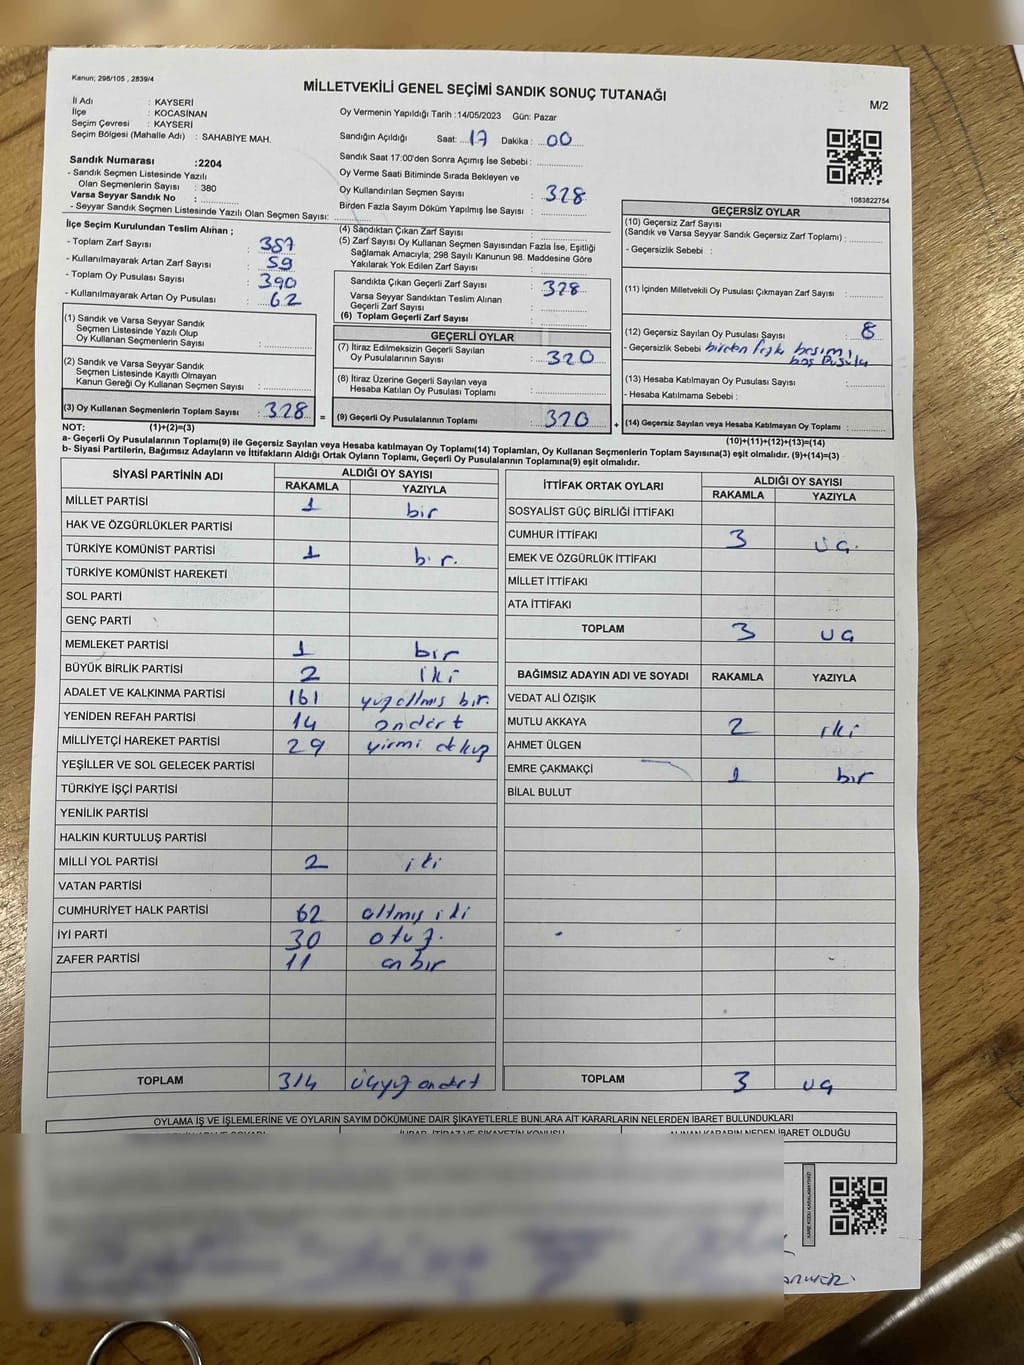 Kanun; 298/105 , 2839/4
MİLLETVEKİLİ GENEL SEÇİMİ SANDIK SONUÇ TUTANAĞI
M/2
İl Adı : KAYSERİ
İlçe : KOCASİNAN
Seçim Çevresi : KAYSERİ
Seçim Bölgesi (Mahalle Adı) : SAHABİYE MAH.
Sandık Numarası :2204
- Sandık Seçmen Listesinde Yazılı
Olan Seçmenlerin Sayısı : 380
Varsa Seyyar Sandık No :
- Seyyar Sandık Seçmen Listesinde Yazılı Olan Seçmen Sayısı:
Oy Vermenin Yapıldığı Tarih :14/05/2023 Gün: Pazar
Sandığın Açıldığı Saat: 17 Dakika : 00
Sandık Saat 17:00'den Sonra Açımış İse Sebebi :
Oy Verme Saati Bitiminde Sırada Bekleyen ve
Oy Kullandırılan Seçmen Sayısı : 328
Birden Fazla Sayım Döküm Yapılmış İse Sayısı :
1083822754
İlçe Seçim Kurulundan Teslim Alınan ;
- Toplam Zarf Sayısı : 387
- Kullanılmayarak Artan Zarf Sayısı : 59
- Toplam Oy Pusulası Sayısı : 390
- Kullanılmayarak Artan Oy Pusulası : 62
(1) Sandık ve Varsa Seyyar Sandık
Seçmen Listesinde Yazılı Olup
Oy Kullanan Seçmenlerin Sayısı :
(2) Sandık ve Varsa Seyyar Sandık
Seçmen Listesinde Kayıtlı Olmayan
Kanun Gereği Oy Kullanan Seçmen Sayısı :
(3) Oy Kullanan Seçmenlerin Toplam Sayısı : 328 =
(4) Sandıktan Çıkan Zarf Sayısı :
(5) Zarf Sayısı Oy Kullanan Seçmen Sayısından Fazla İse, Eşitliği
Sağlamak Amacıyla; 298 Sayılı Kanunun 98. Maddesine Göre
Yakılarak Yok Edilen Zarf Sayısı :
Sandıkta Çıkan Geçerli Zarf Sayısı : 328
Varsa Seyyar Sandıktan Teslim Alınan
Geçerli Zarf Sayısı :
(6) Toplam Geçerli Zarf Sayısı :
GEÇERLİ OYLAR
(7) İtiraz Edilmeksizin Geçerli Sayılan
Oy Pusulalarının Sayısı : 320
(8) İtiraz Üzerine Geçerli Sayılan veya
Hesaba Katılan Oy Pusulası Toplamı :
(9) Geçerli Oy Pusulalarının Toplamı : 320 +
GEÇERSİZ OYLAR
(10) Geçersiz Zarf Sayısı
(Sandık ve Varsa Seyyar Sandık Geçersiz Zarf Toplamı) :
- Geçersizlik Sebebi :
(11) İçinden Milletvekili Oy Pusulası Çıkmayan Zarf Sayısı :
(12) Geçersiz Sayılan Oy Pusulası Sayısı : 8
- Geçersizlik Sebebi birden fazla basım,
boş pusula
(13) Hesaba Katılmayan Oy Pusulası Sayısı :
- Hesaba Katılmama Sebebi :
(14) Geçersiz Sayılan veya Hesaba Katılmayan Oy Toplamı :
NOT: (1)+(2)=(3) (10)+(11)+(12)+(13)=(14)
a- Geçerli Oy Pusulalarının Toplamı(9) ile Geçersiz Sayılan veya Hesaba katılmayan Oy Toplamı(14) Toplamları, Oy Kullanan Seçmenlerin Toplam Sayısına(3) eşit olmalıdır. (9)+(14)=(3)
b- Siyasi Partilerin, Bağımsız Adayların ve İttifakların Aldığı Ortak Oyların Toplamı, Geçerli Oy Pusulalarının Toplamına(9) eşit olmalıdır.
SİYASİ PARTİNİN ADI ALDIĞI OY SAYISI
RAKAMLA YAZIYLA
MİLLET PARTİSİ 1 bir
HAK VE ÖZGÜRLÜKLER PARTİSİ
TÜRKİYE KOMÜNİST PARTİSİ 1 bir.
TÜRKİYE KOMÜNİST HAREKETİ
SOL PARTİ
GENÇ PARTİ
MEMLEKET PARTİSİ 1 bır
BÜYÜK BİRLİK PARTİSİ 2 iki
ADALET VE KALKINMA PARTİSİ 161 yuzaltmıs bır.
YENİDEN REFAH PARTİSİ 14 ondört
MİLLİYETÇİ HAREKET PARTİSİ 29 yirmi dokuz
YEŞİLLER VE SOL GELECEK PARTİSİ
TÜRKİYE İŞÇİ PARTİSİ
YENİLİK PARTİSİ
HALKIN KURTULUŞ PARTİSİ
MİLLİ YOL PARTİSİ 2 iki
VATAN PARTİSİ
CUMHURİYET HALK PARTİSİ 62 altmış iki
İYİ PARTİ 30 otuz.
ZAFER PARTİSİ 11 on bir
TOPLAM 314 üçyüz ondört
İTTİFAK ORTAK OYLARI ALDIĞI OY SAYISI
RAKAMLA YAZIYLA
SOSYALİST GÜÇ BİRLİĞİ İTTİFAKI
CUMHUR İTTİFAKI 3 üç.
EMEK VE ÖZGÜRLÜK İTTİFAKI
MİLLET İTTİFAKI
ATA İTTİFAKI
TOPLAM 3 uç
BAĞIMSIZ ADAYIN ADI VE SOYADI RAKAMLA YAZIYLA
VEDAT ALİ ÖZIŞIK
MUTLU AKKAYA 2 iki
AHMET ÜLGEN
EMRE ÇAKMAKÇİ 1 bır
BİLAL BULUT
TOPLAM 3 uç
OYLAMA İŞ VE İŞLEMLERİNE VE OYLARIN SAYIM DÖKÜMÜNE DAİR ŞİKAYETLERLE BUNLARA AİT KARARLARIN NELERDEN İBARET BULUNDUKLARI
İHBAR, İTİRAZ VE ŞİKAYETİN KONUSU ALINAN KARARIN NEDEN İBARET OLDUĞU
KARE KODU KARALAMAYINIZ!